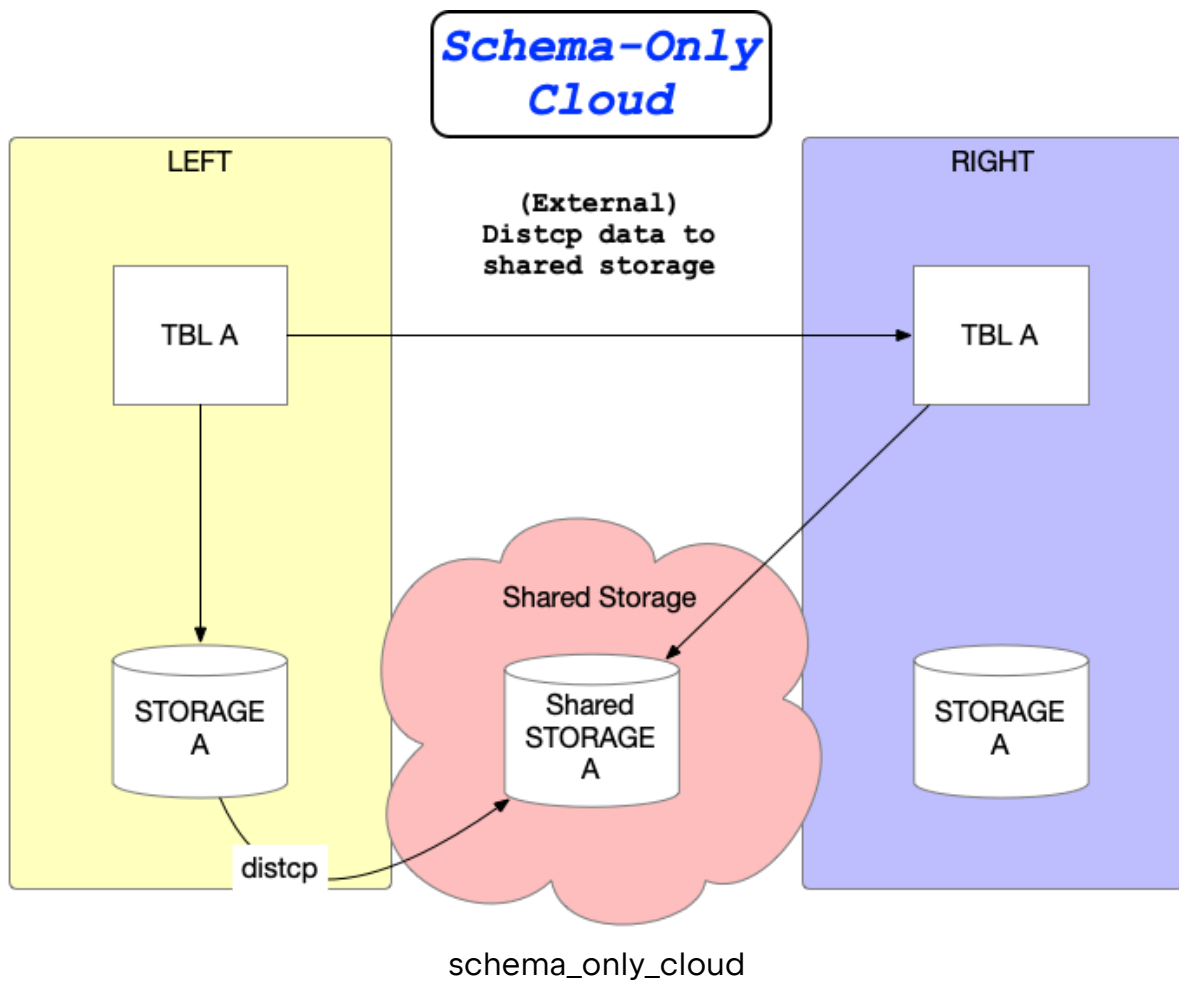 Schema-Only
Cloud
LEFT
RIGHT
(External)
Distcp data to
shared storage
TBL A
TBL A
Shared Storage
STORAGE
A
Shared
STORAGE
A
STORAGE
A
distcp
schema_only_cloud